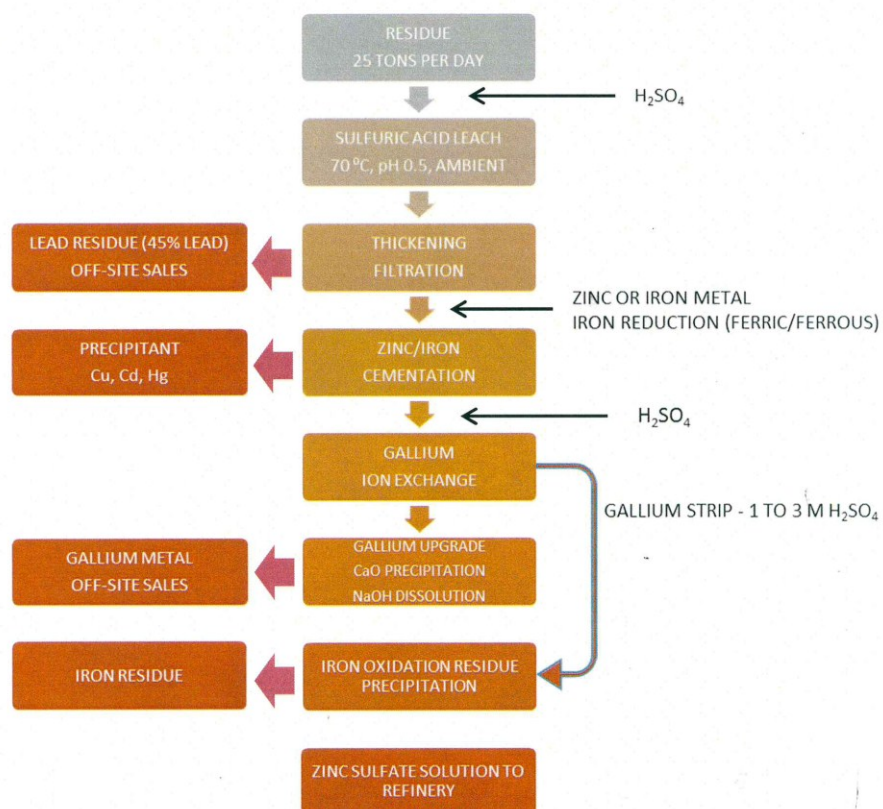 RESIDUE
25 TONS PER DAY
H₂SO₄
SULFURIC ACID LEACH
70 ⁰C, pH 0.5, AMBIENT
LEAD RESIDUE (45% LEAD)
OFF-SITE SALES
THICKENING
FILTRATION
ZINC OR IRON METAL
IRON REDUCTION (FERRIC/FERROUS)
PRECIPITANT
Cu, Cd, Hg
ZINC/IRON
CEMENTATION
H₂SO₄
GALLIUM
ION EXCHANGE
GALLIUM STRIP - 1 TO 3 M H₂SO₄
GALLIUM METAL
OFF-SITE SALES
GALLIUM UPGRADE
CaO PRECIPITATION
NaOH DISSOLUTION
IRON RESIDUE
IRON OXIDATION RESIDUE
PRECIPITATION
ZINC SULFATE SOLUTION TO
REFINERY